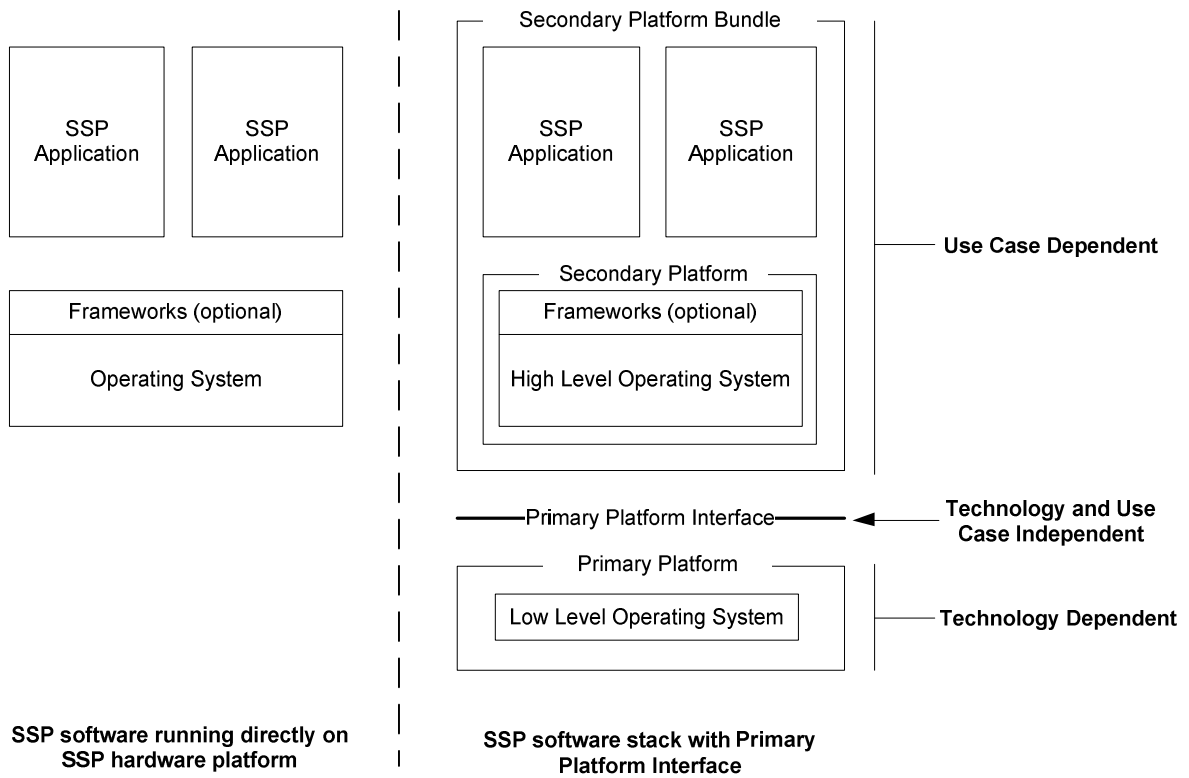 SSP
Application
SSP
Application
Frameworks (optional)
Operating System
SSP software running directly on
SSP hardware platform
Secondary Platform Bundle
SSP
Application
SSP
Application
Secondary Platform
Frameworks (optional)
High Level Operating System
Primary Platform Interface
Primary Platform
Low Level Operating System
SSP software stack with Primary
Platform Interface
Use Case Dependent
Technology and Use
Case Independent
Technology Dependent